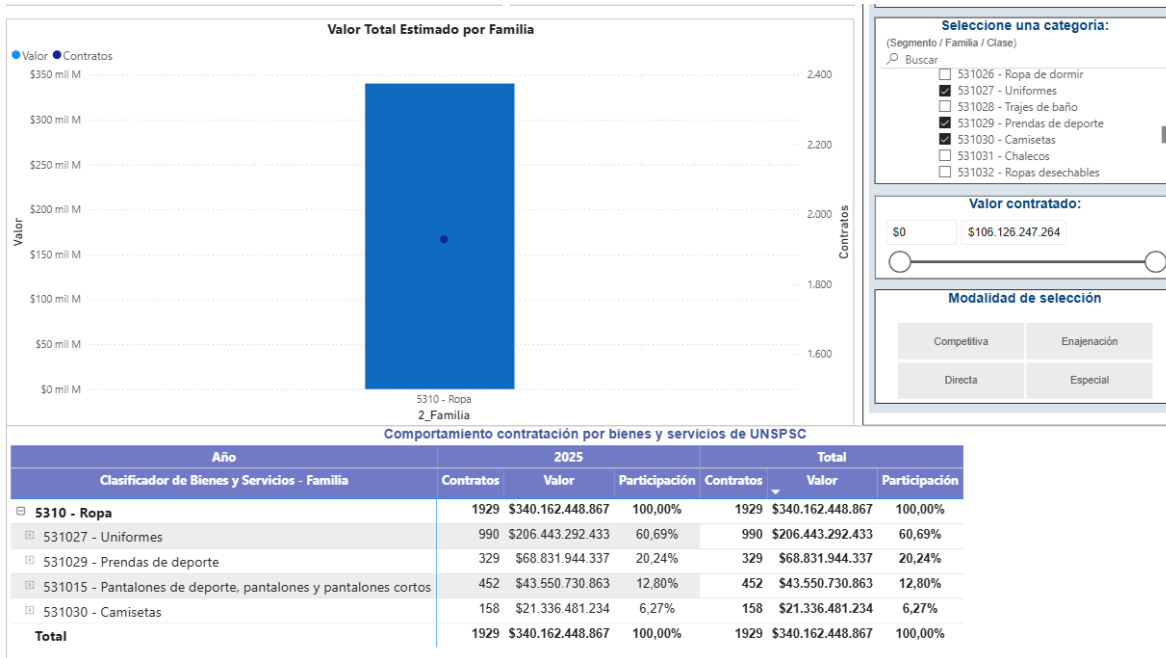 Valor Total Estimado por Familia
Valor Contratos
$350 mil M
$300 mil M
$250 mil M
$200 mil M
$150 mil M
$100 mil M
$50 mil M
$0 mil M
Valor
2.400
2.200
2.000
1.800
1.600
Contratos
5310 - Ropa
2_Familia
Seleccione una categoría:
(Segmento / Familia / Clase)
Buscar
531026 - Ropa de dormir
531027 - Uniformes
531028 - Trajes de baño
531029 - Prendas de deporte
531030 - Camisetas
531031 - Chalecos
531032 - Ropas desechables
Valor contratado:
$0 $106.126.247.264
Modalidad de selección
Competitiva Enajenación
Directa Especial
Comportamiento contratación por bienes y servicios de UNSPSC
Año 2025 Total
Clasificador de Bienes y Servicios - Familia Contratos Valor Participación Contratos Valor Participación
5310 - Ropa 1929 $340.162.448.867 100,00% 1929 $340.162.448.867 100,00%
531027 - Uniformes 990 $206.443.292.433 60,69% 990 $206.443.292.433 60,69%
531029 - Prendas de deporte 329 $68.831.944.337 20,24% 329 $68.831.944.337 20,24%
531015 - Pantalones de deporte, pantalones y pantalones cortos 452 $43.550.730.863 12,80% 452 $43.550.730.863 12,80%
531030 - Camisetas 158 $21.336.481.234 6,27% 158 $21.336.481.234 6,27%
Total 1929 $340.162.448.867 100,00% 1929 $340.162.448.867 100,00%